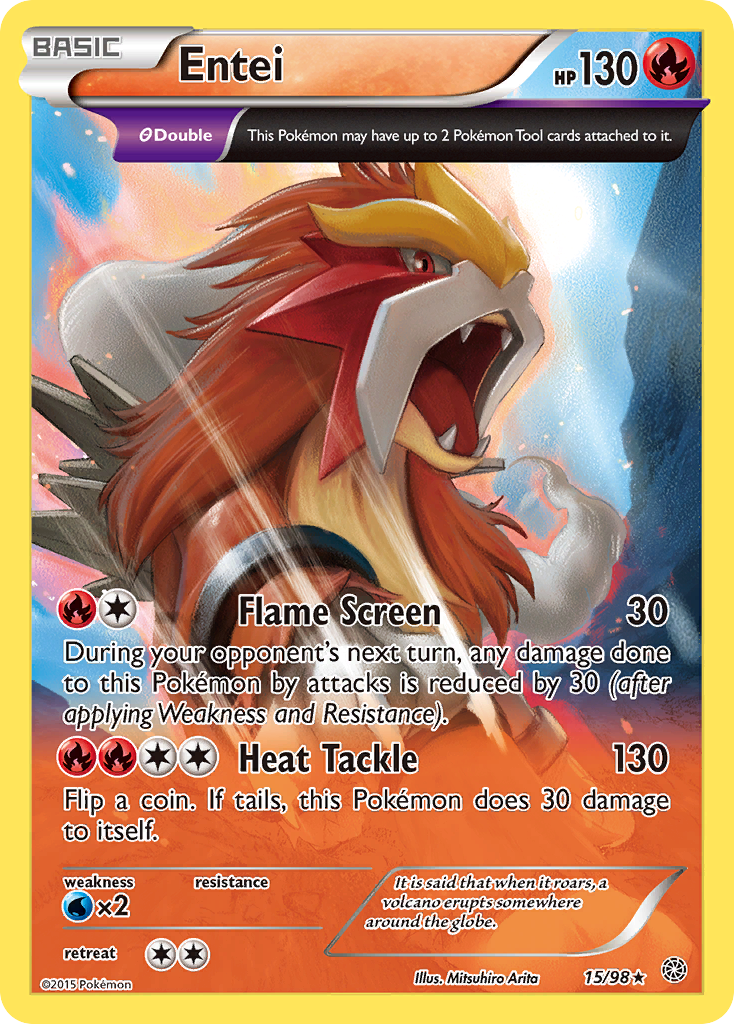 BASIC
Entei
HP130
θDouble
This Pokémon may have up to 2 Pokémon Tool cards attached to it.
Flame Screen 30
During your opponent's next turn, any damage done
to this Pokémon by attacks is reduced by 30 (after
applying Weakness and Resistance).
Heat Tackle 130
Flip a coin. If tails, this Pokémon does 30 damage
to itself.
weakness resistance
×2
It is said that when it roars, a
volcano erupts somewhere
around the globe.
retreat
©2015 Pokémon
Illus. Mitsuhiro Arita
15/98★